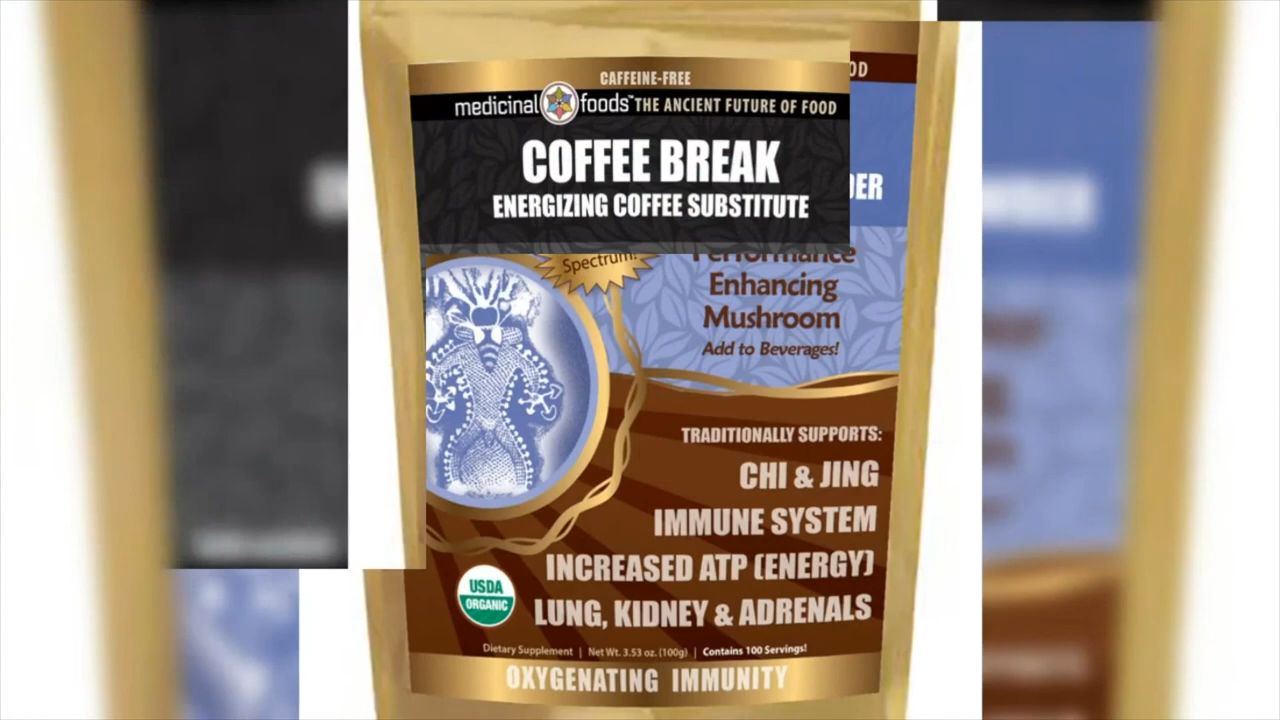 CAFFEINE-FREE
medicinal foods™ THE ANCIENT FUTURE OF FOOD
OD
COFFEE BREAK
DER
ENERGIZING COFFEE SUBSTITUTE
Spectrum!
Performance
Enhancing
Mushroom
Add to Beverages!
TRADITIONALLY SUPPORTS:
CHI & JING
IMMUNE SYSTEM
INCREASED ATP (ENERGY)
USDA
ORGANIC
LUNG, KIDNEY & ADRENALS
Dietary Supplement | Net Wt. 3.53 oz. (100g) | Contains 100 Servings!
OXYGENATING IMMUNITY